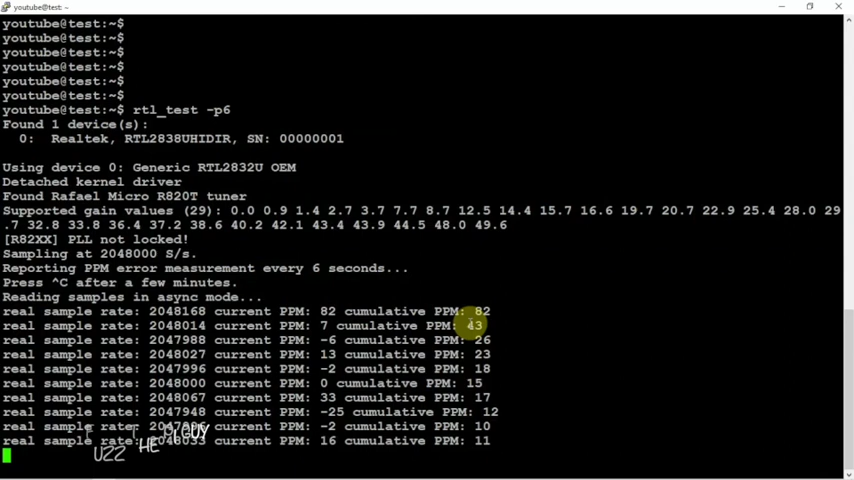 youtube@test: ~
youtube@test:~$
youtube@test:~$
youtube@test:~$
youtube@test:~$
youtube@test:~$
youtube@test:~$
youtube@test:~$ rtl_test -p6
Found 1 device(s):
  0:  Realtek, RTL2838UHIDIR, SN: 00000001

Using device 0: Generic RTL2832U OEM
Detached kernel driver
Found Rafael Micro R820T tuner
Supported gain values (29): 0.0 0.9 1.4 2.7 3.7 7.7 8.7 12.5 14.4 15.7 16.6 19.7 20.7 22.9 25.4 28.0 29
.7 32.8 33.8 36.4 37.2 38.6 40.2 42.1 43.4 43.9 44.5 48.0 49.6
[R82XX] PLL not locked!
Sampling at 2048000 S/s.
Reporting PPM error measurement every 6 seconds...
Press ^C after a few minutes.
Reading samples in async mode...
real sample rate: 2048168 current PPM: 82 cumulative PPM: 82
real sample rate: 2048014 current PPM: 7 cumulative PPM: 43
real sample rate: 2047988 current PPM: -6 cumulative PPM: 26
real sample rate: 2048027 current PPM: 13 cumulative PPM: 23
real sample rate: 2047996 current PPM: -2 cumulative PPM: 18
real sample rate: 2048000 current PPM: 0 cumulative PPM: 15
real sample rate: 2048067 current PPM: 33 cumulative PPM: 17
real sample rate: 2047948 current PPM: -25 cumulative PPM: 12
real sample rate: 2047996 current PPM: -2 cumulative PPM: 10
real sample rate: 2048033 current PPM: 16 cumulative PPM: 11